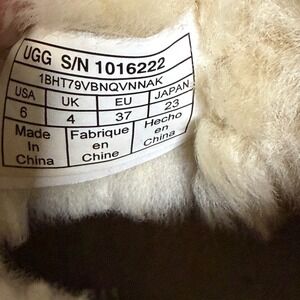 UGG S/N 1016222
1BHT79VBNQVNNAK
USA UK EU JAPAN
6 4 37 23
Made in China
Fabrique en Chine
Hecho en China